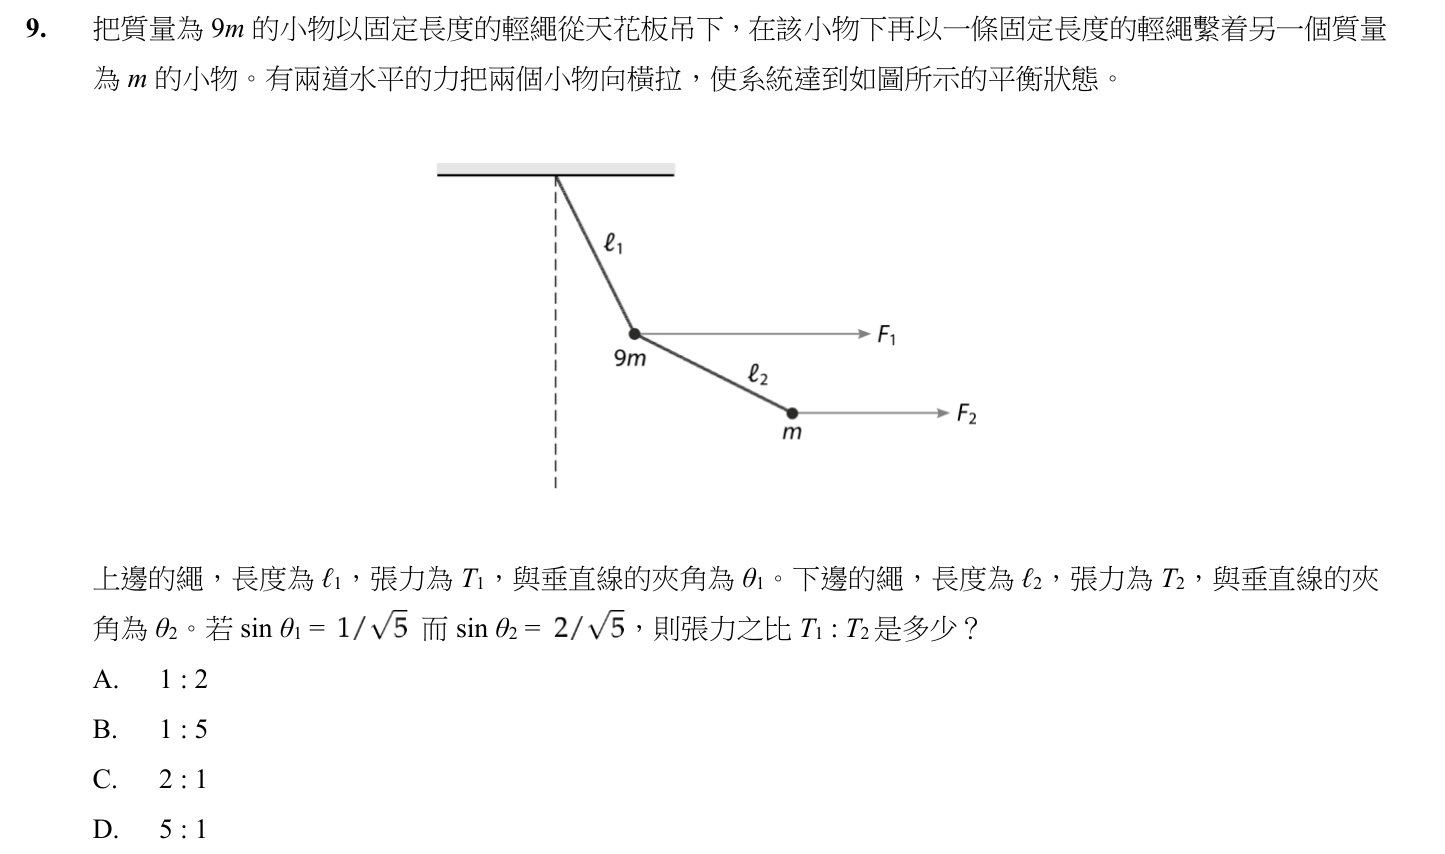 9. 把質量為 9m 的小物以固定長度的輕繩從天花板吊下，在該小物下再以一條固定長度的輕繩繫着另一個質量
為 m 的小物。有兩道水平的力把兩個小物向橫拉，使系統達到如圖所示的平衡狀態。
ℓ₁
F₁
9m
ℓ₂
F₂
m
上邊的繩，長度為 ℓ₁，張力為 T₁，與垂直線的夾角為 θ₁。下邊的繩，長度為 ℓ₂，張力為 T₂，與垂直線的夾
角為 θ₂。若 sin θ₁ = 1/√5 而 sin θ₂ = 2/√5，則張力之比 T₁ : T₂ 是多少？
A. 1 : 2
B. 1 : 5
C. 2 : 1
D. 5 : 1